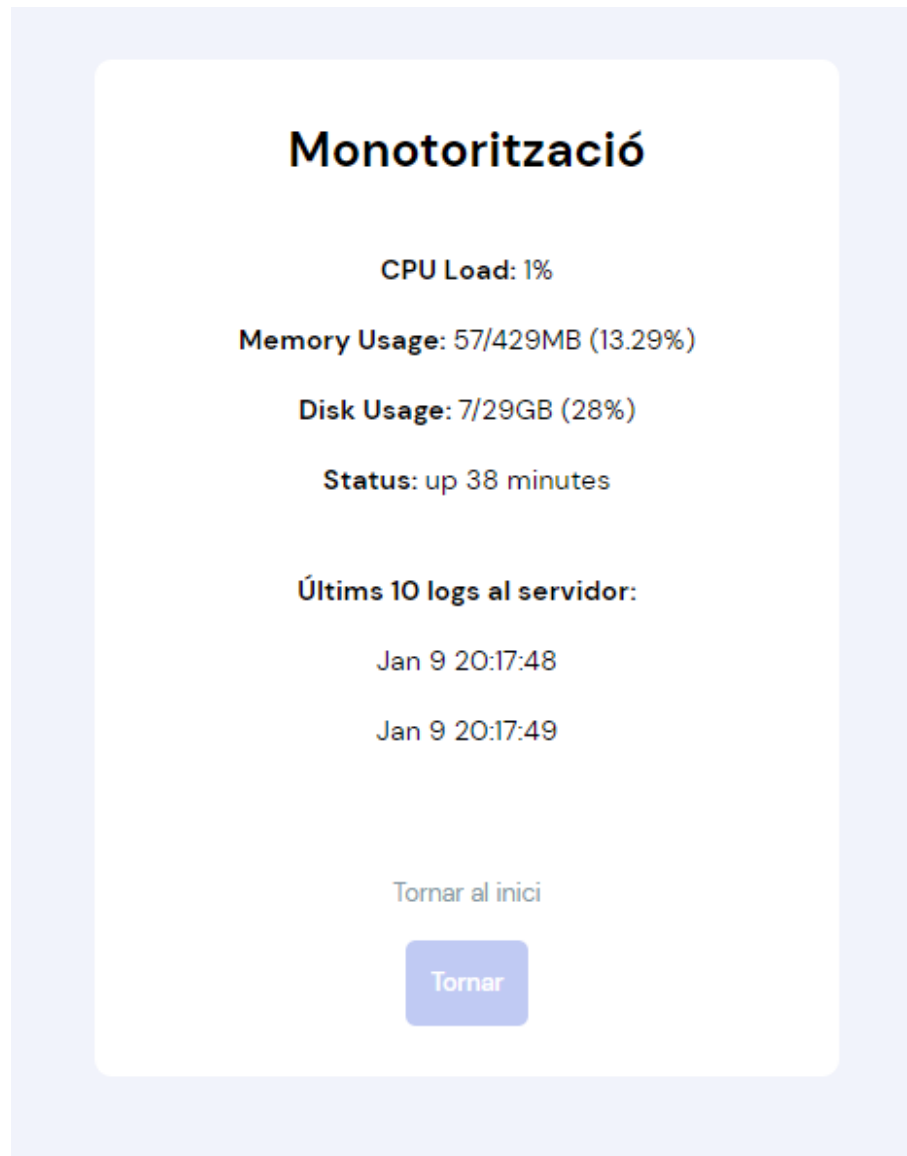 Monotorització
CPU Load: 1%
Memory Usage: 57/429MB (13.29%)
Disk Usage: 7/29GB (28%)
Status: up 38 minutes
Últims 10 logs al servidor:
Jan 9 20:17:48
Jan 9 20:17:49
Tornar al inici
Tornar